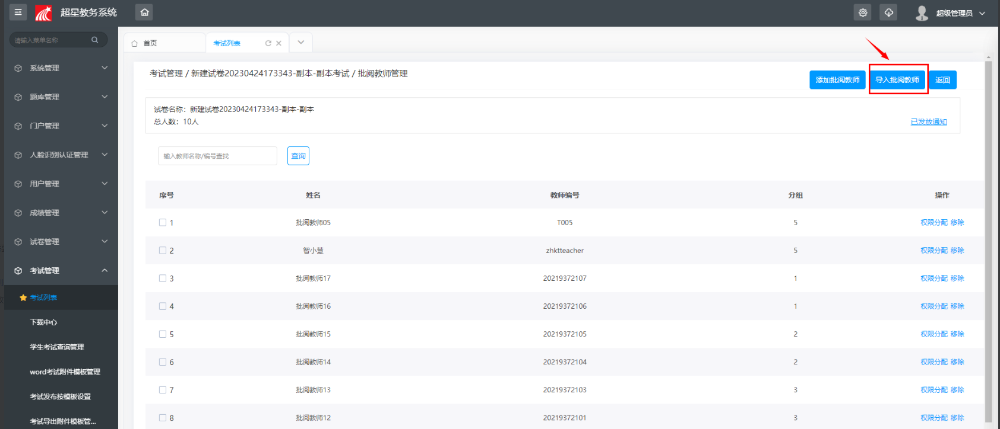 超星教务系统
超级管理员
请输入菜单名称
系统管理
题库管理
门户管理
人脸识别认证管理
用户管理
成绩管理
试卷管理
考试管理
考试列表
下载中心
学生考试查询管理
word考试附件模板管理
考试发布按模板设置
考试导出附件模板管...
首页
考试列表
考试管理 / 新建试卷20230424173343-副本-副本考试 / 批阅教师管理
添加批阅教师 导入批阅教师 返回
试卷名称：新建试卷20230424173343-副本-副本
总人数：10人
已发放通知
输入教师名称/编号查找 查询
序号 姓名 教师编号 分组 操作
1 批阅教师05 T005 5 权限分配 移除
2 智小慧 zhktteacher 5 权限分配 移除
3 批阅教师17 20219372107 1 权限分配 移除
4 批阅教师16 20219372106 1 权限分配 移除
5 批阅教师15 20219372105 2 权限分配 移除
6 批阅教师14 20219372104 2 权限分配 移除
7 批阅教师13 20219372103 3 权限分配 移除
8 批阅教师12 20219372101 3 权限分配 移除